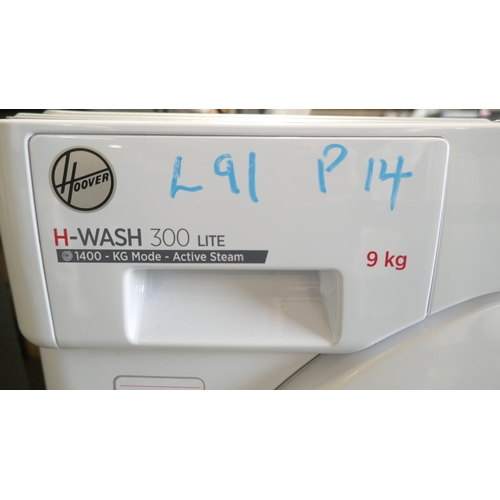 L91 P14
HOOVER
H-WASH 300 LITE
1400 - KG Mode - Active Steam
9 kg